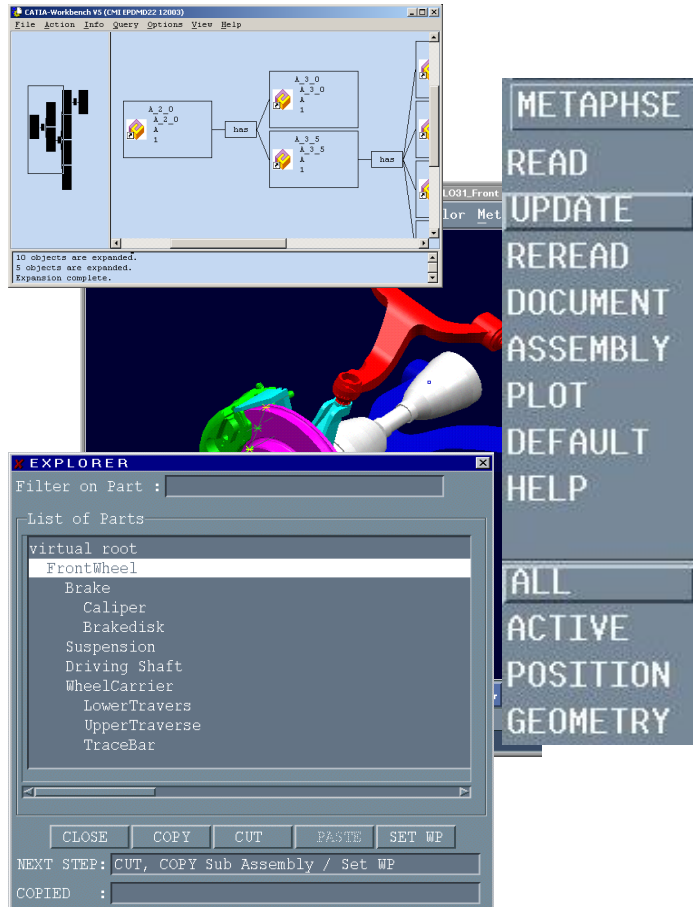 CATIA-Workbench V5 (CMI EPDMD22 12003)
File Action Info Query Options View Help
A_2_0
A_2_0
A
1
has
A_3_0
A_3_0
A
1
A_3_5
A_3_5
A
1
has
10 objects are expanded.
5 objects are expanded.
Expansion complete.
LO31_Front
lor Met
METAPHSE
READ
UPDATE
REREAD
DOCUMENT
ASSEMBLY
PLOT
DEFAULT
HELP
ALL
ACTIVE
POSITION
GEOMETRY
EXPLORER
Filter on Part :
List of Parts
virtual root
FrontWheel
Brake
Caliper
Brakedisk
Suspension
Driving Shaft
WheelCarrier
LowerTravers
UpperTraverse
TraceBar
CLOSE COPY CUT PASTE SET WP
NEXT STEP: CUT, COPY Sub Assembly / Set WP
COPIED :